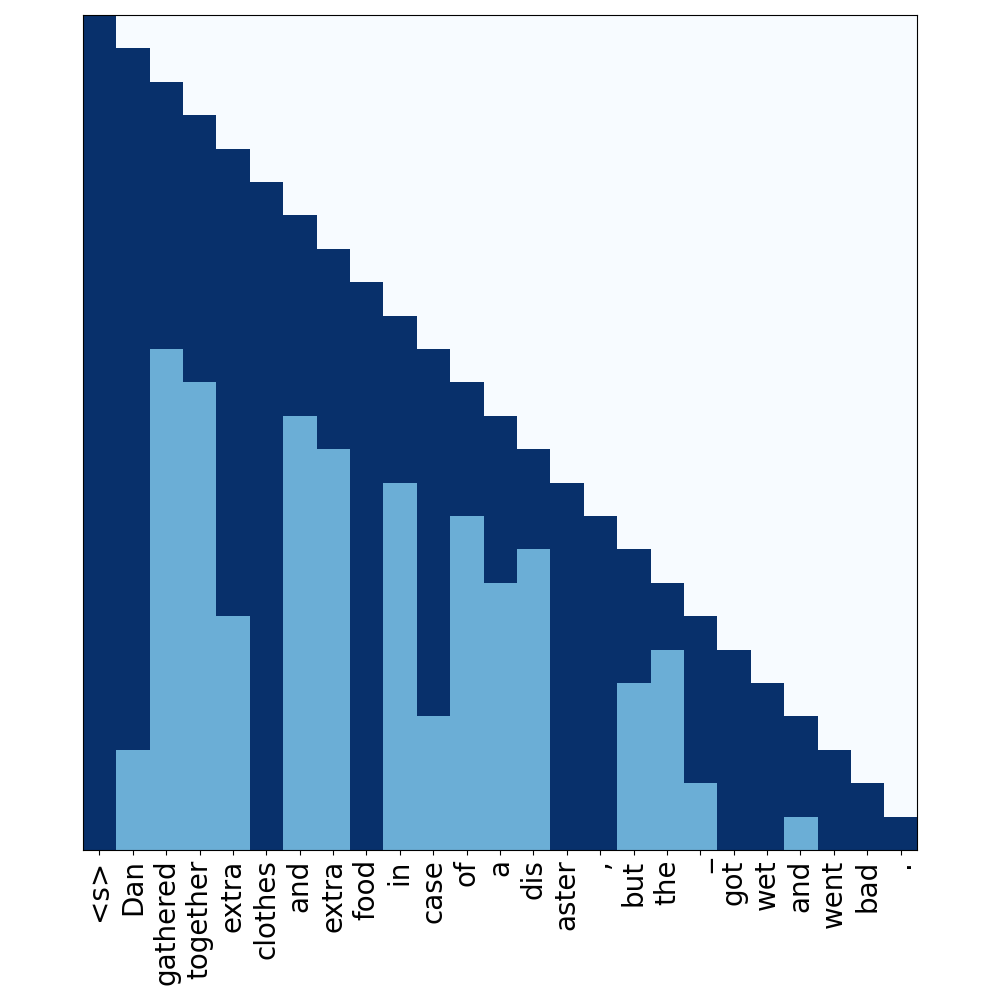 <s> Dan gathered together extra clothes and extra food in case of a dis aster , but the _ got wet and went bad .